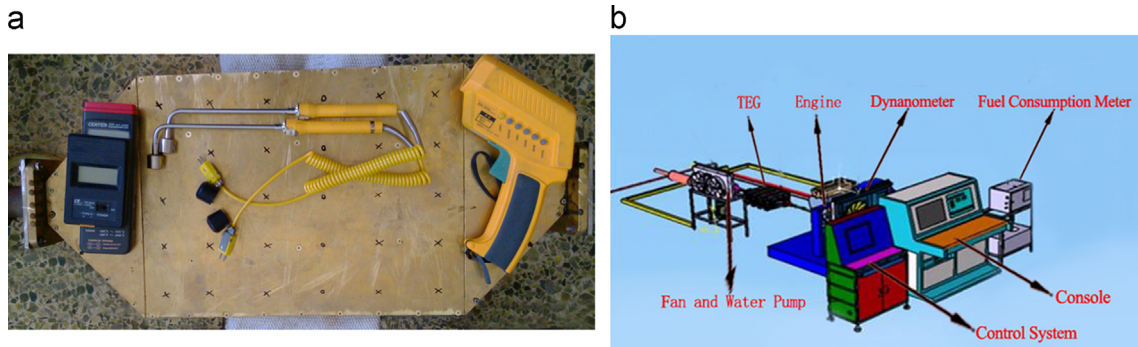 a
b
CENTER
TEG
Engine
Dynanometer
Fuel Consumption Meter
Fan and Water Pump
Console
Control System